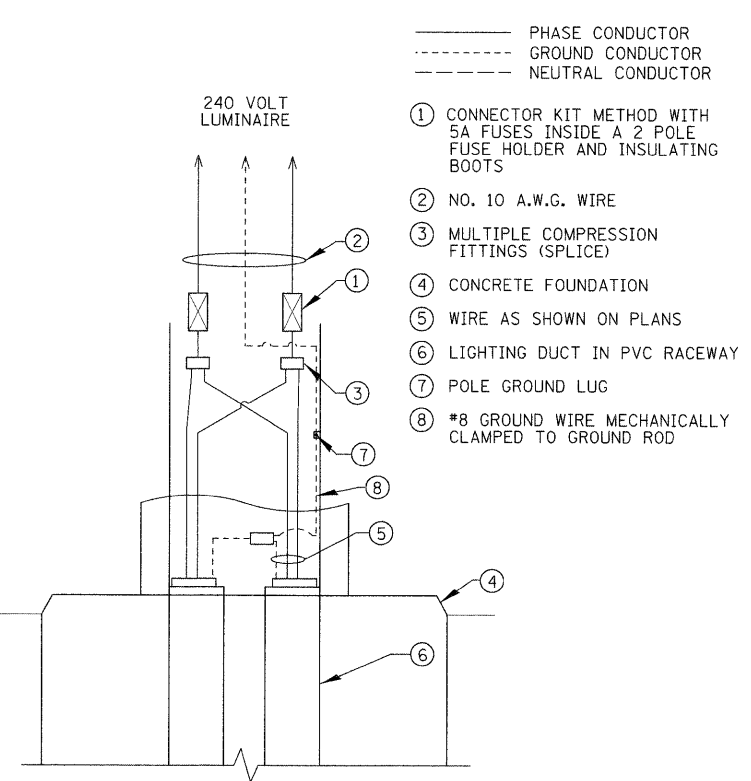 PHASE CONDUCTOR
GROUND CONDUCTOR
NEUTRAL CONDUCTOR
240 VOLT
LUMINAIRE
1 CONNECTOR KIT METHOD WITH
5A FUSES INSIDE A 2 POLE
FUSE HOLDER AND INSULATING
BOOTS
2 NO. 10 A.W.G. WIRE
3 MULTIPLE COMPRESSION
FITTINGS (SPLICE)
4 CONCRETE FOUNDATION
5 WIRE AS SHOWN ON PLANS
6 LIGHTING DUCT IN PVC RACEWAY
7 POLE GROUND LUG
8 #8 GROUND WIRE MECHANICALLY
CLAMPED TO GROUND ROD
2
1
3
7
8
5
4
6